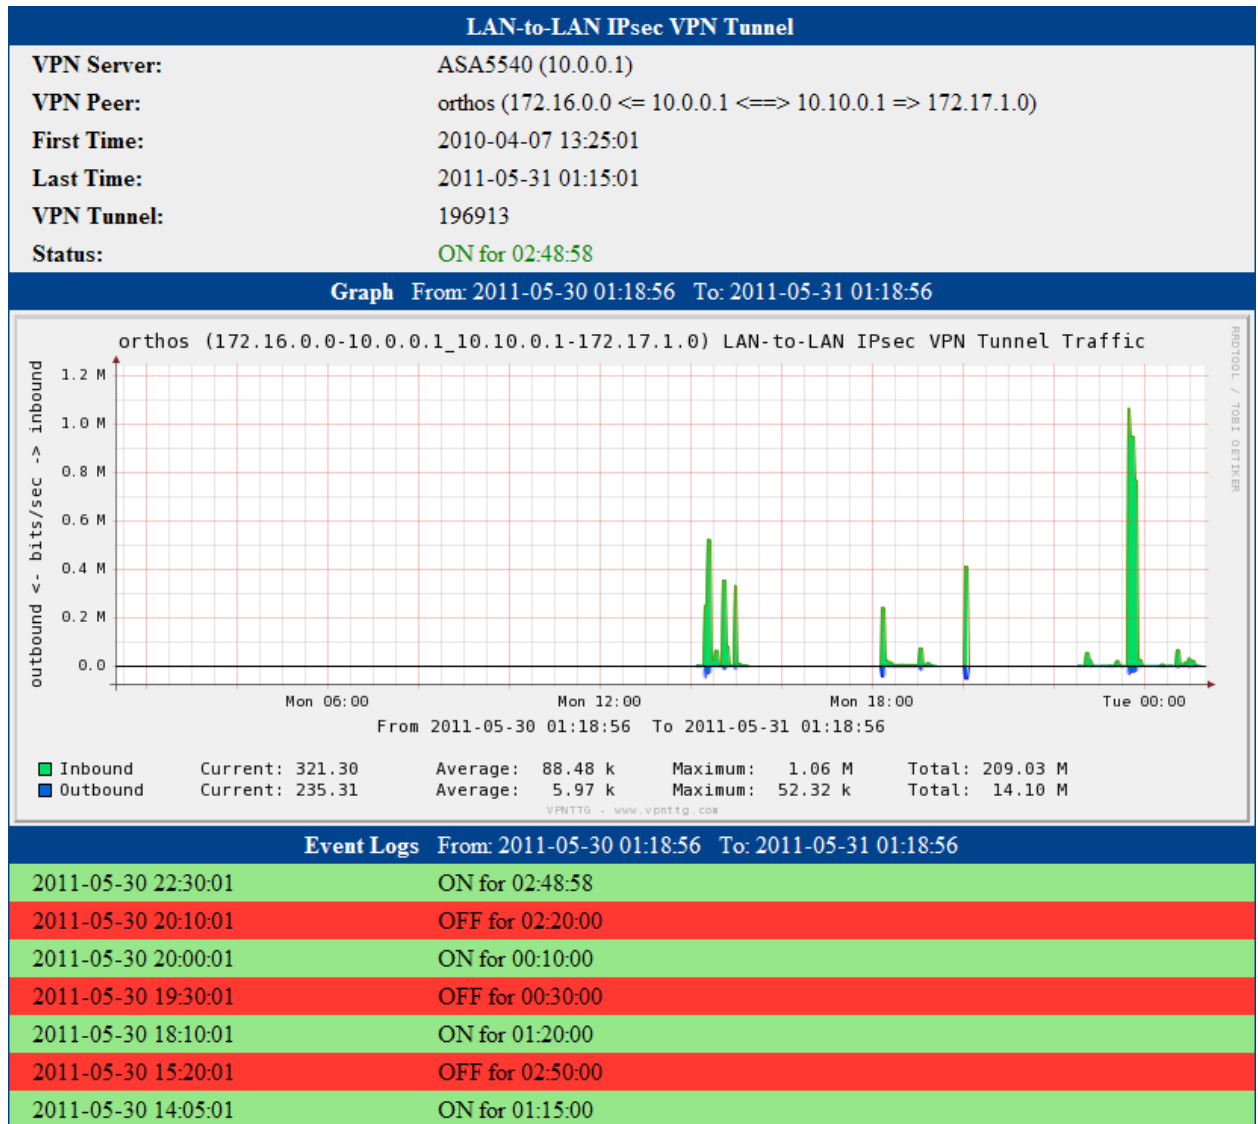 LAN-to-LAN IPsec VPN Tunnel
VPN Server: ASA5540 (10.0.0.1)
VPN Peer: orthos (172.16.0.0 <= 10.0.0.1 <==> 10.10.0.1 => 172.17.1.0)
First Time: 2010-04-07 13:25:01
Last Time: 2011-05-31 01:15:01
VPN Tunnel: 196913
Status: ON for 02:48:58
Graph From: 2011-05-30 01:18:56 To: 2011-05-31 01:18:56
orthos (172.16.0.0-10.0.0.1_10.10.0.1-172.17.1.0) LAN-to-LAN IPsec VPN Tunnel Traffic
RRDTOOL / TOBI OETIKER
outbound <- bits/sec -> inbound
1.2 M
1.0 M
0.8 M
0.6 M
0.4 M
0.2 M
0.0
Mon 06:00 Mon 12:00 Mon 18:00 Tue 00:00
From 2011-05-30 01:18:56 To 2011-05-31 01:18:56
Inbound Current: 321.30 Average: 88.48 k Maximum: 1.06 M Total: 209.03 M
Outbound Current: 235.31 Average: 5.97 k Maximum: 52.32 k Total: 14.10 M
VPNTTG - www.vpnttg.com
Event Logs From: 2011-05-30 01:18:56 To: 2011-05-31 01:18:56
2011-05-30 22:30:01 ON for 02:48:58
2011-05-30 20:10:01 OFF for 02:20:00
2011-05-30 20:00:01 ON for 00:10:00
2011-05-30 19:30:01 OFF for 00:30:00
2011-05-30 18:10:01 ON for 01:20:00
2011-05-30 15:20:01 OFF for 02:50:00
2011-05-30 14:05:01 ON for 01:15:00